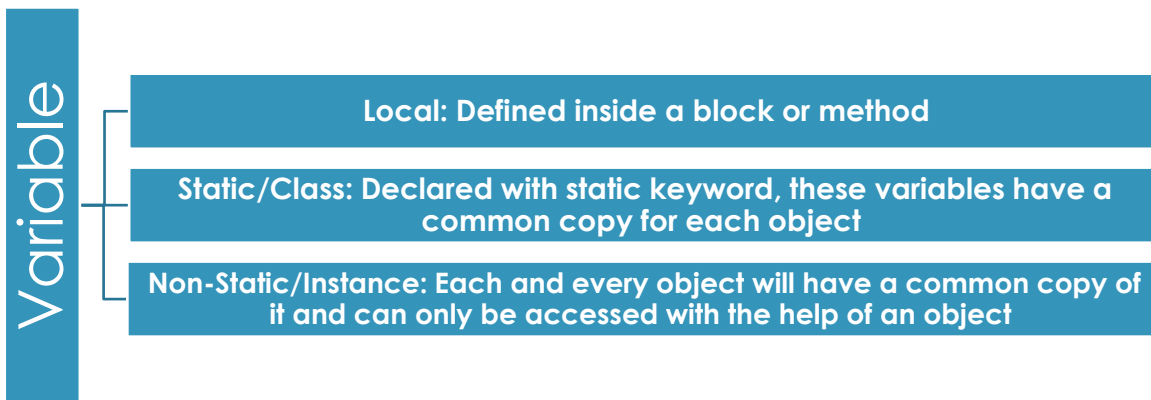 Variable
Local: Defined inside a block or method
Static/Class: Declared with static keyword, these variables have a
common copy for each object
Non-Static/Instance: Each and every object will have a common copy of
it and can only be accessed with the help of an object